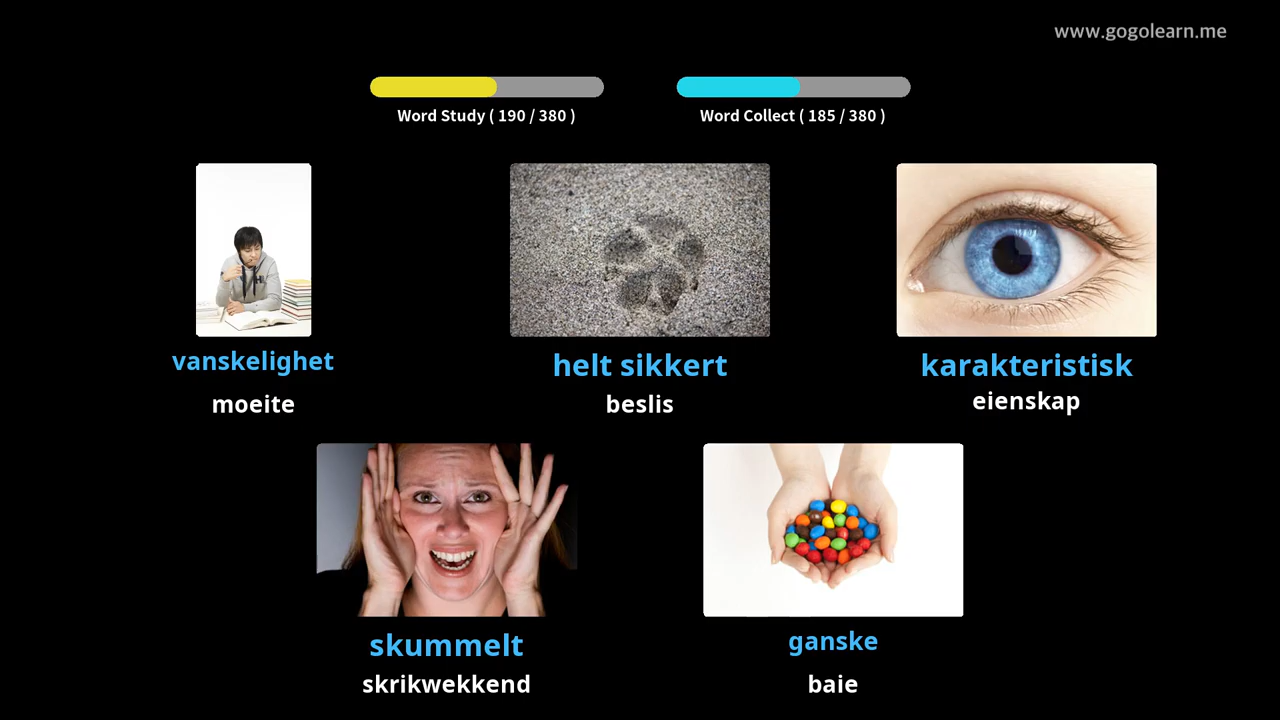 www.gogolearn.me
Word Study ( 190 / 380 )
Word Collect ( 185 / 380 )
vanskelighet
moeite
helt sikkert
beslis
karakteristisk
eienskap
skummelt
skrikwekkend
ganske
baie